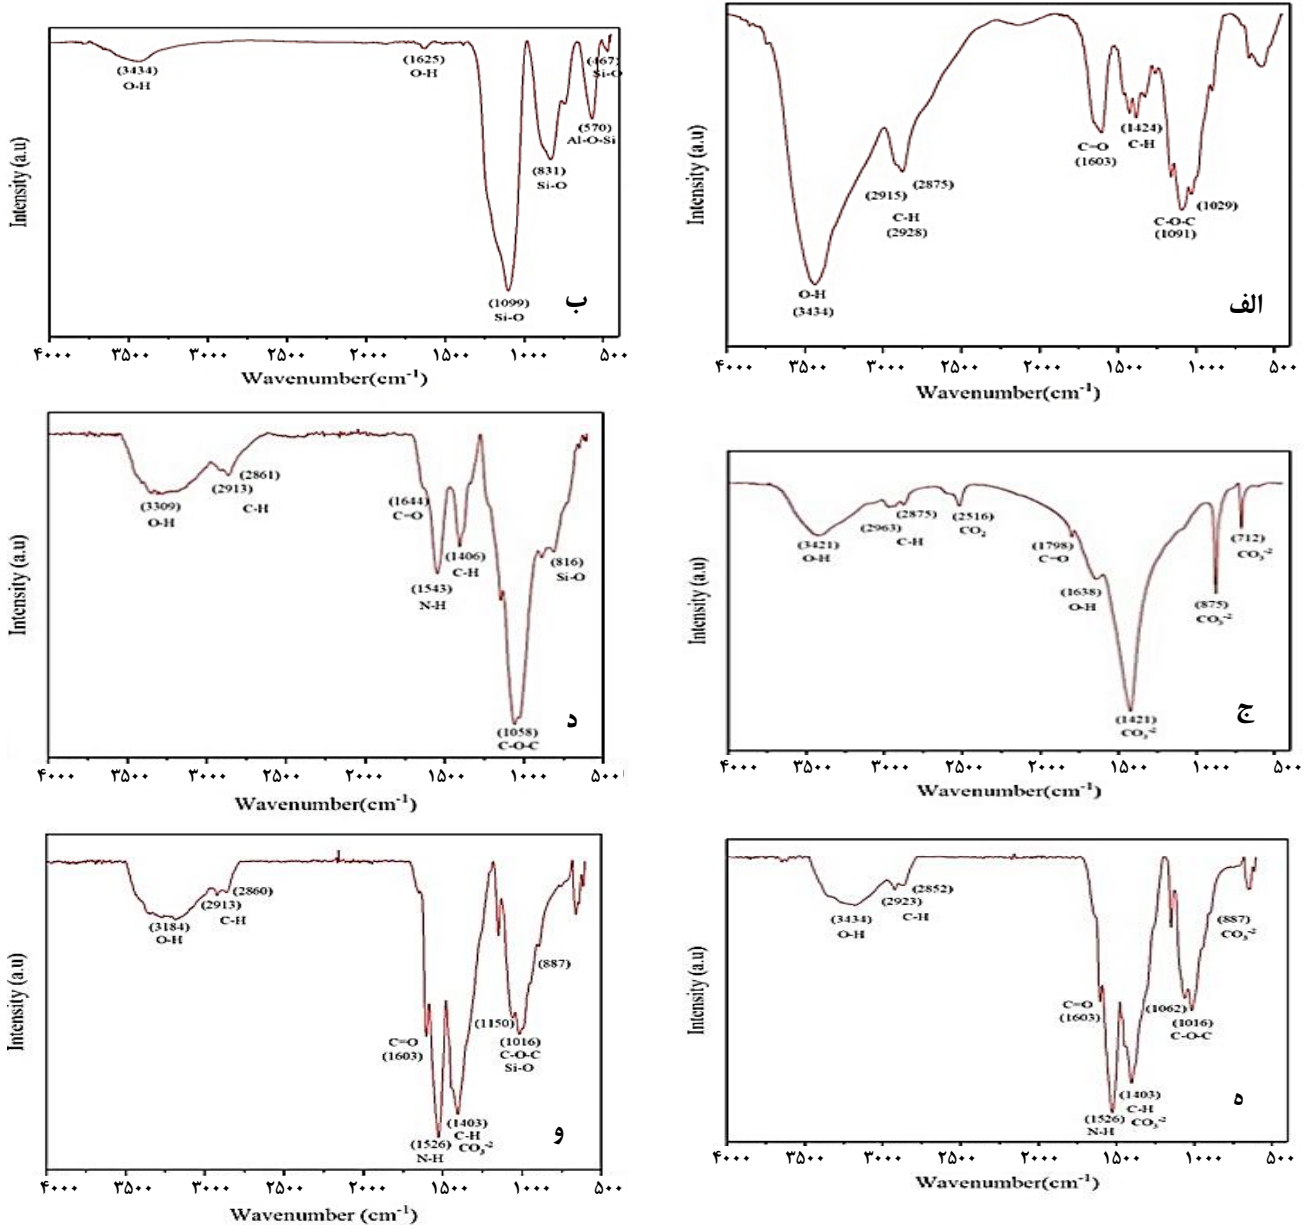 Intensity (a.u)
O-H
(3434)
(2915)
(2875)
C-H
(2928)
C=O
(1603)
(1424)
C-H
C-O-C
(1091)
(1029)
الف
۴۰۰۰ ۳۵۰۰ ۳۰۰۰ ۲۵۰۰ ۲۰۰۰ ۱۵۰۰ ۱۰۰۰ ۵۰۰
Wavenumber(cm-1)
Intensity (a.u)
(3434)
O-H
(1625)
O-H
(1099)
Si-O
(831)
Si-O
(570)
Al-O-Si
(467)
Si-O
ب
۴۰۰۰ ۳۵۰۰ ۳۰۰۰ ۲۵۰۰ ۲۰۰۰ ۱۵۰۰ ۱۰۰۰ ۵۰۰
Wavenumber(cm-1)
Intensity (a.u)
(3421)
O-H
(2963)
(2875)
C-H
(2516)
CO2
(1798)
C=O
(1638)
O-H
(1421)
CO3-2
(875)
CO3-2
(712)
CO3-2
ج
۴۰۰۰ ۳۵۰۰ ۳۰۰۰ ۲۵۰۰ ۲۰۰۰ ۱۵۰۰ ۱۰۰۰ ۵۰۰
Wavenumber(cm-1)
Intensity (a.u)
(3309)
O-H
(2913)
(2861)
C-H
(1644)
C=O
(1543)
N-H
(1406)
C-H
(1058)
C-O-C
(816)
Si-O
د
۴۰۰۰ ۳۵۰۰ ۳۰۰۰ ۲۵۰۰ ۲۰۰۰ ۱۵۰۰ ۱۰۰۰ ۵۰۰
Wavenumber(cm-1)
Intensity (a.u)
(3434)
O-H
(2923)
(2852)
C-H
C=O
(1603)
(1526)
N-H
(1403)
C-H
CO3-2
(1062)
(1016)
C-O-C
(887)
CO3-2
ه
۴۰۰۰ ۳۵۰۰ ۳۰۰۰ ۲۵۰۰ ۲۰۰۰ ۱۵۰۰ ۱۰۰۰ ۵۰۰
Wavenumber(cm-1)
Intensity (a.u)
(3184)
O-H
(2913)
(2860)
C-H
C=O
(1603)
(1526)
N-H
(1403)
C-H
CO3-2
(1150)
(1016)
C-O-C
Si-O
(887)
و
۴۰۰۰ ۳۵۰۰ ۳۰۰۰ ۲۵۰۰ ۲۰۰۰ ۱۵۰۰ ۱۰۰۰ ۵۰۰
Wavenumber (cm-1)